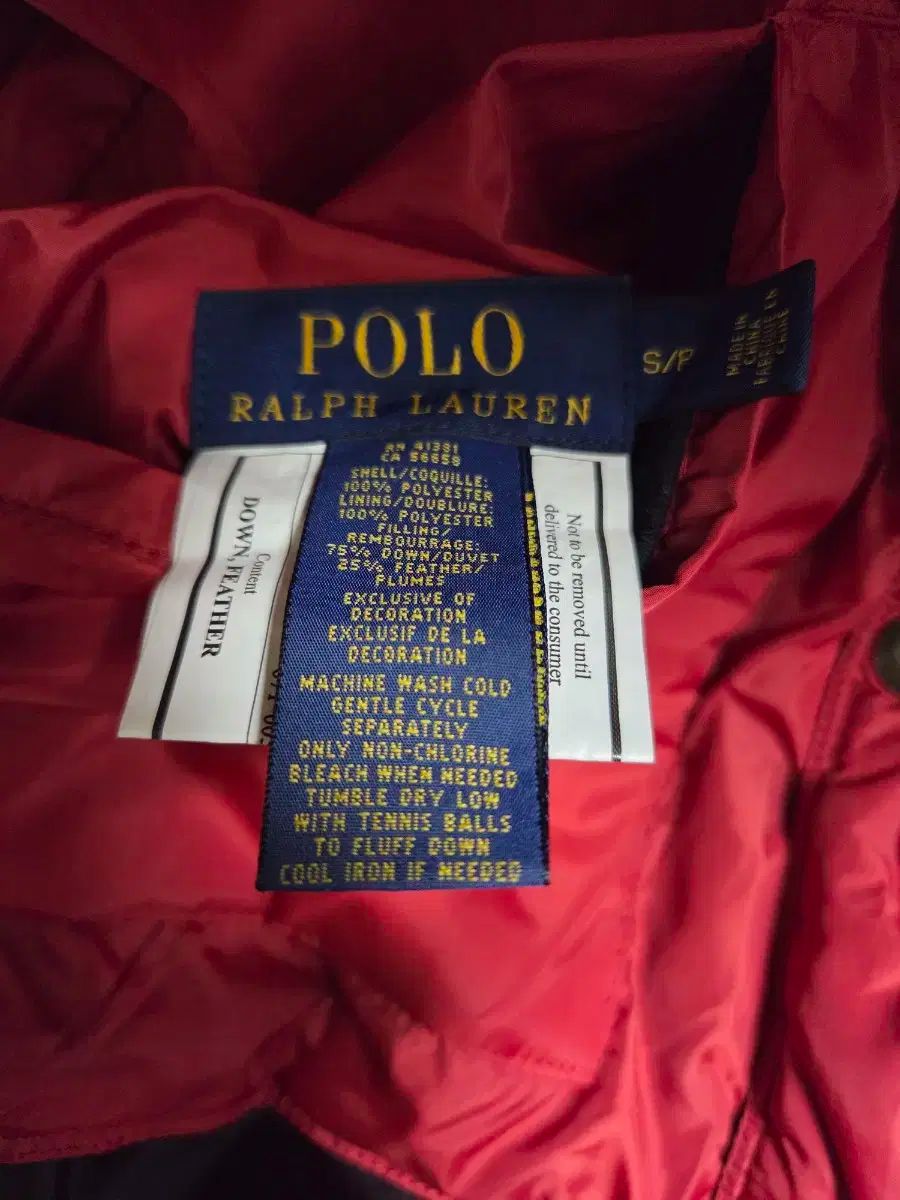 POLO
RALPH LAUREN
S/P
MADE IN
CHINA
FABRIQUE EN
CHINE
RN 41381
CA 56658
SHELL/COQUILLE:
100% POLYESTER
LINING/DOUBLURE:
100% POLYESTER
FILLING/
REMBOURRAGE:
75% DOWN/DUVET
25% FEATHER/
PLUMES
EXCLUSIVE OF
DECORATION
EXCLUSIF DE LA
DECORATION
MACHINE WASH COLD
GENTLE CYCLE
SEPARATELY
ONLY NON-CHLORINE
BLEACH WHEN NEEDED
TUMBLE DRY LOW
WITH TENNIS BALLS
TO FLUFF DOWN
COOL IRON IF NEEDED
Content
DOWN, FEATHER
Not to be removed until
delivered to the consumer